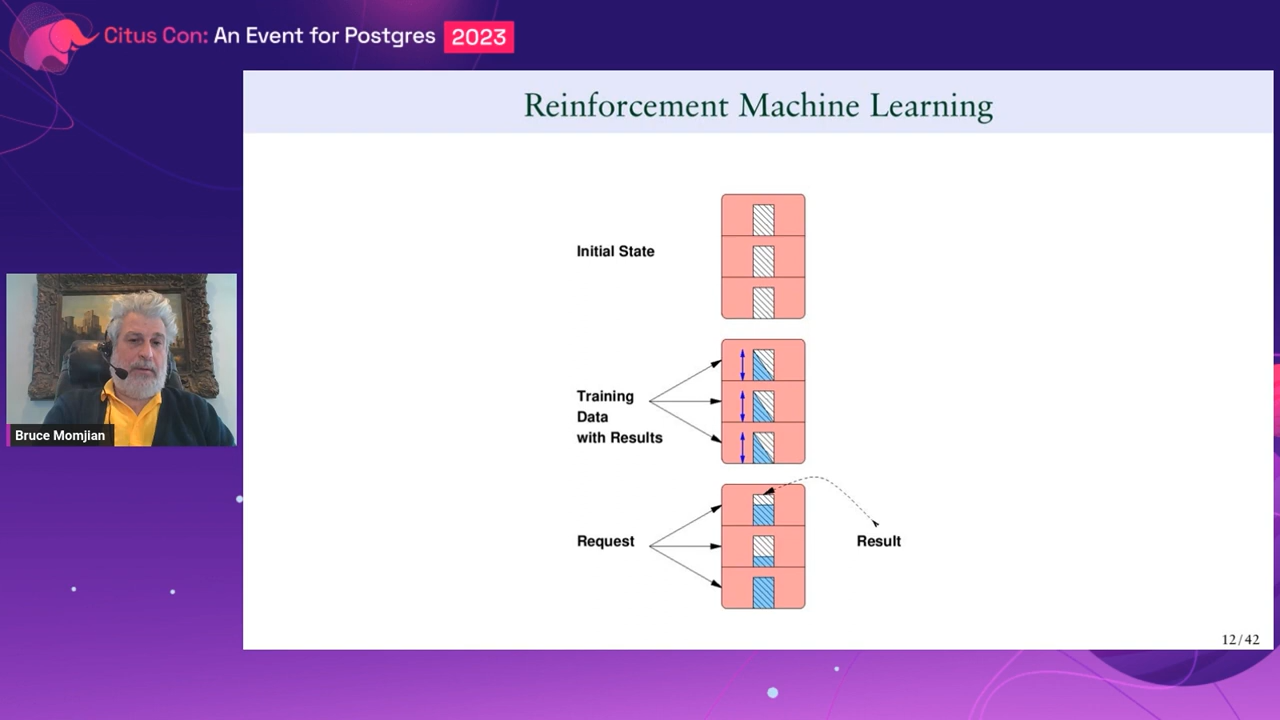 Citus Con: An Event for Postgres 2023
Reinforcement Machine Learning
Initial State
Training
Data
with Results
Request
Result
Bruce Momjian
12/42